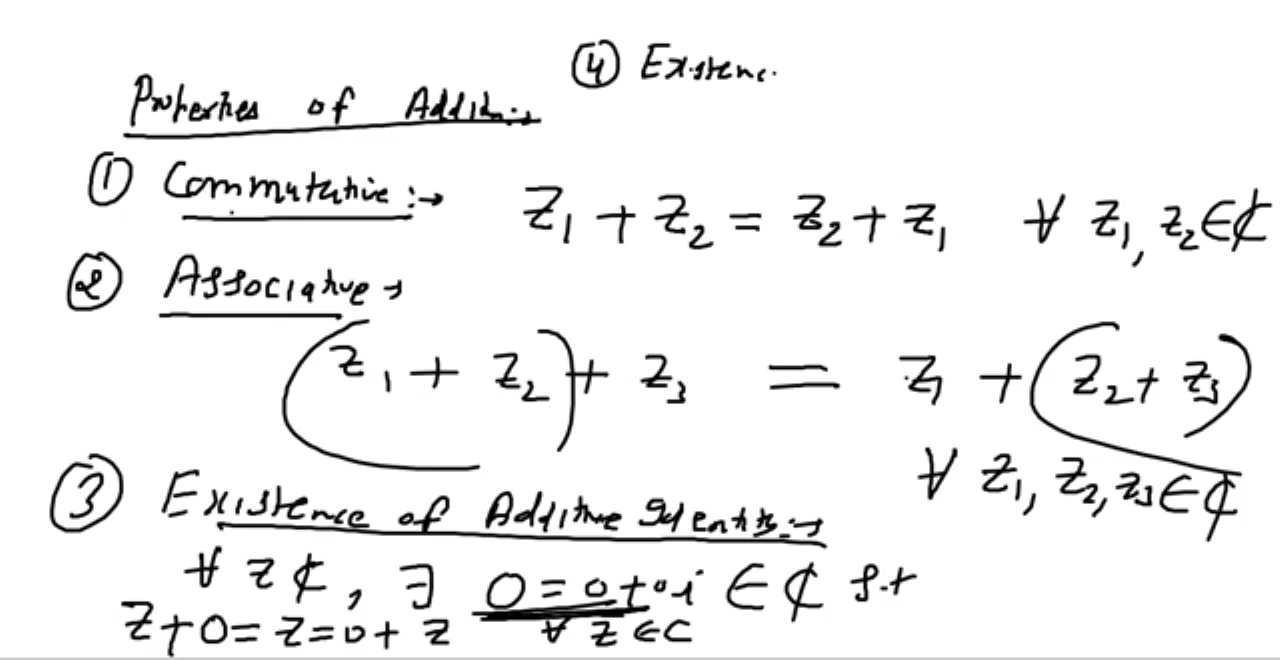 ④ Existenc.
Properties of Addition:→
① Commutative:→ Z₁ + Z₂ = Z₂ + Z₁ ∀ Z₁, Z₂ ∈ ₵
② Associative →
(Z₁ + Z₂) + Z₃ = Z₁ + (Z₂ + Z₃)
∀ Z₁, Z₂, Z₃ ∈ ₵
③ Existence of Additive Identity:→
∀ Z ₵, ∃ 0 = 0 + 0i ∈ ₵ s.t
Z + 0 = Z = 0 + Z ∀ Z ∈ C